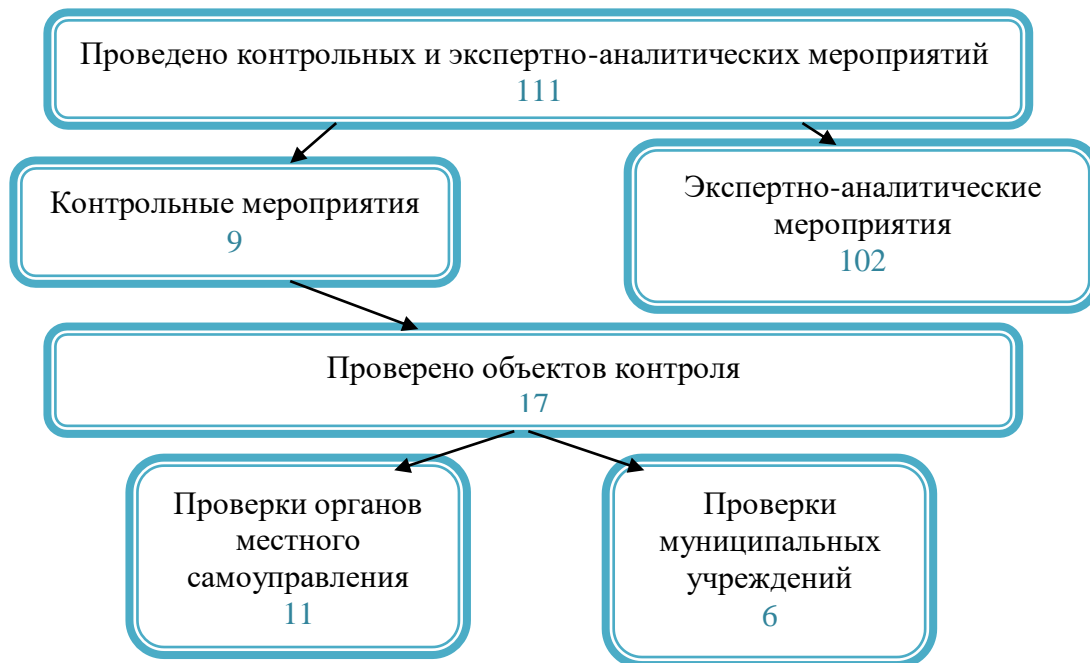 Проведено контрольных и экспертно-аналитических мероприятий
111
Контрольные мероприятия
9
Экспертно-аналитические
мероприятия
102
Проверено объектов контроля
17
Проверки органов
местного
самоуправления
11
Проверки
муниципальных
учреждений
6